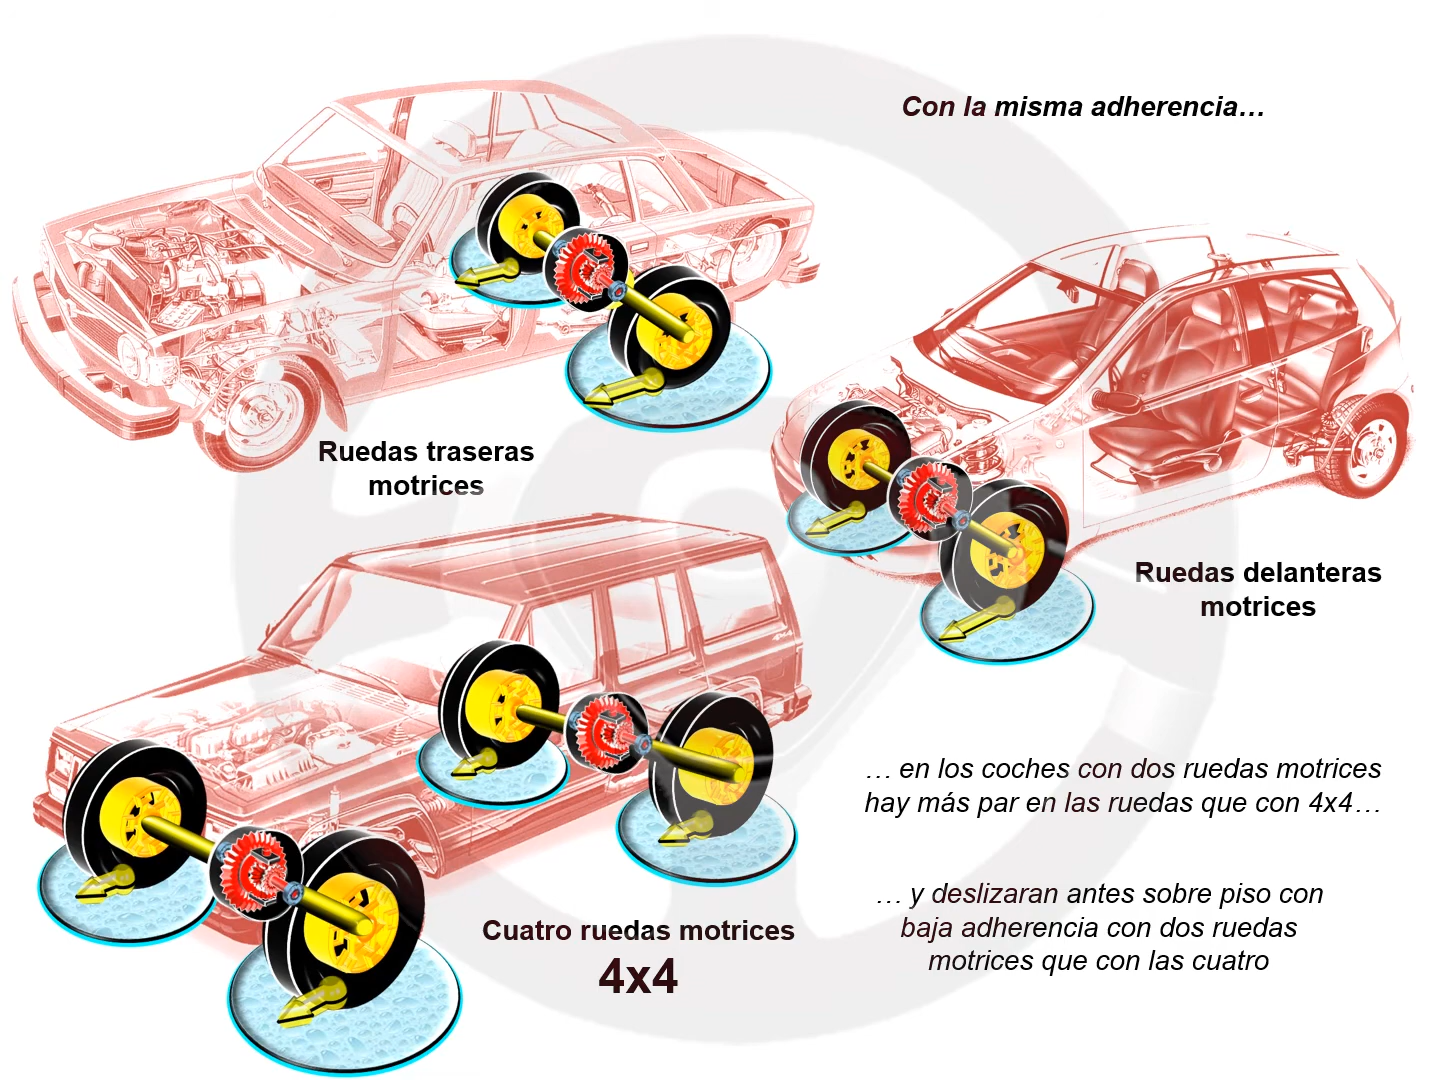 Con la misma adherencia…
Ruedas traseras
motrices
Ruedas delanteras
motrices
… en los coches con dos ruedas motrices
hay más par en las ruedas que con 4x4…
… y deslizaran antes sobre piso con
baja adherencia con dos ruedas
motrices que con las cuatro
Cuatro ruedas motrices
4x4